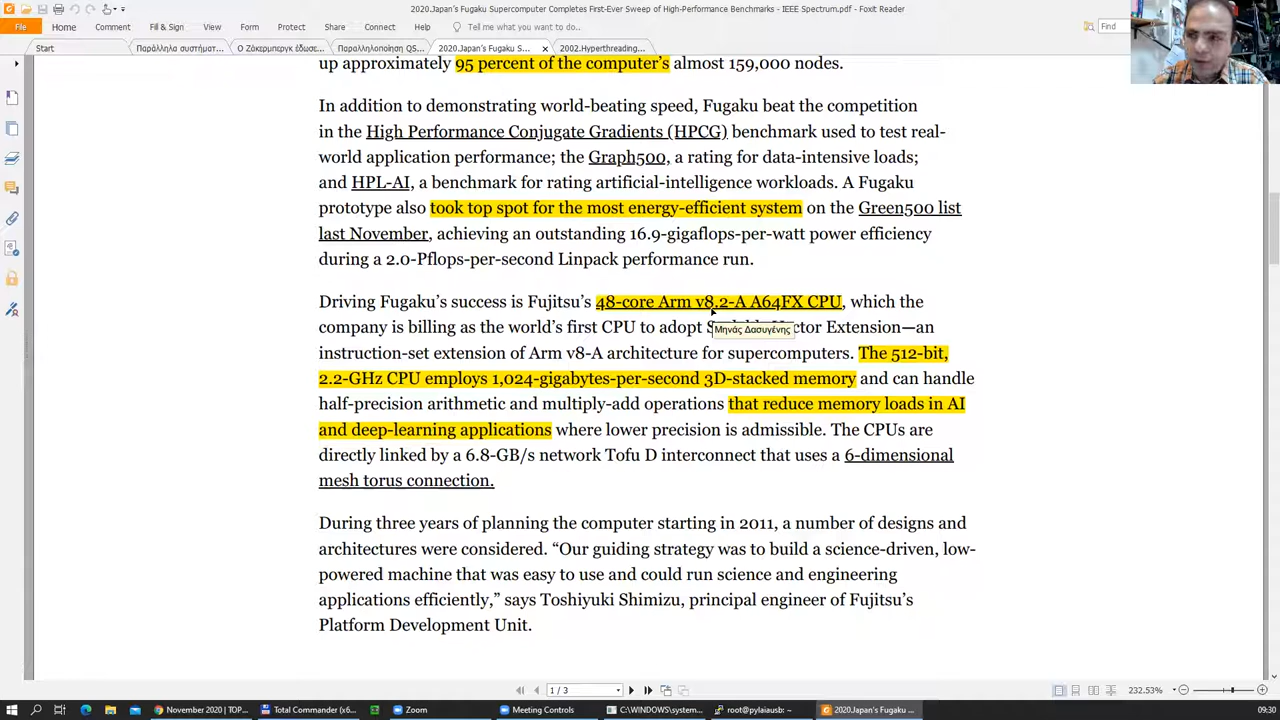 2020.Japan's Fugaku Supercomputer Completes First-Ever Sweep of High-Performance Benchmarks - IEEE Spectrum.pdf - Foxit Reader
File Home Comment Fill & Sign View Form Protect Share Connect Help Tell me what you want to do... Find
Start Παράλληλα συστήματ... Ο Ζόκερμπεργκ έδωσε... Παραλληλοποίηση QS... 2020.Japan's Fugaku S... 2002.Hyperthreading...
up approximately 95 percent of the computer's almost 159,000 nodes.
In addition to demonstrating world-beating speed, Fugaku beat the competition
in the High Performance Conjugate Gradients (HPCG) benchmark used to test real-
world application performance; the Graph500, a rating for data-intensive loads;
and HPL-AI, a benchmark for rating artificial-intelligence workloads. A Fugaku
prototype also took top spot for the most energy-efficient system on the Green500 list
last November, achieving an outstanding 16.9-gigaflops-per-watt power efficiency
during a 2.0-Pflops-per-second Linpack performance run.
Driving Fugaku's success is Fujitsu's 48-core Arm v8.2-A A64FX CPU, which the
company is billing as the world's first CPU to adopt Extension—an
Μηνάς Δασυγένης
instruction-set extension of Arm v8-A architecture for supercomputers. The 512-bit,
2.2-GHz CPU employs 1,024-gigabytes-per-second 3D-stacked memory and can handle
half-precision arithmetic and multiply-add operations that reduce memory loads in AI
and deep-learning applications where lower precision is admissible. The CPUs are
directly linked by a 6.8-GB/s network Tofu D interconnect that uses a 6-dimensional
mesh torus connection.
During three years of planning the computer starting in 2011, a number of designs and
architectures were considered. “Our guiding strategy was to build a science-driven, low-
powered machine that was easy to use and could run science and engineering
applications efficiently,” says Toshiyuki Shimizu, principal engineer of Fujitsu's
Platform Development Unit.
1 / 3 232.53%
November 2020 | TOP... Total Commander (x6... Zoom Meeting Controls C:\WINDOWS\system... root@pylaiausb: ~ 2020.Japan's Fugaku ... 09:30